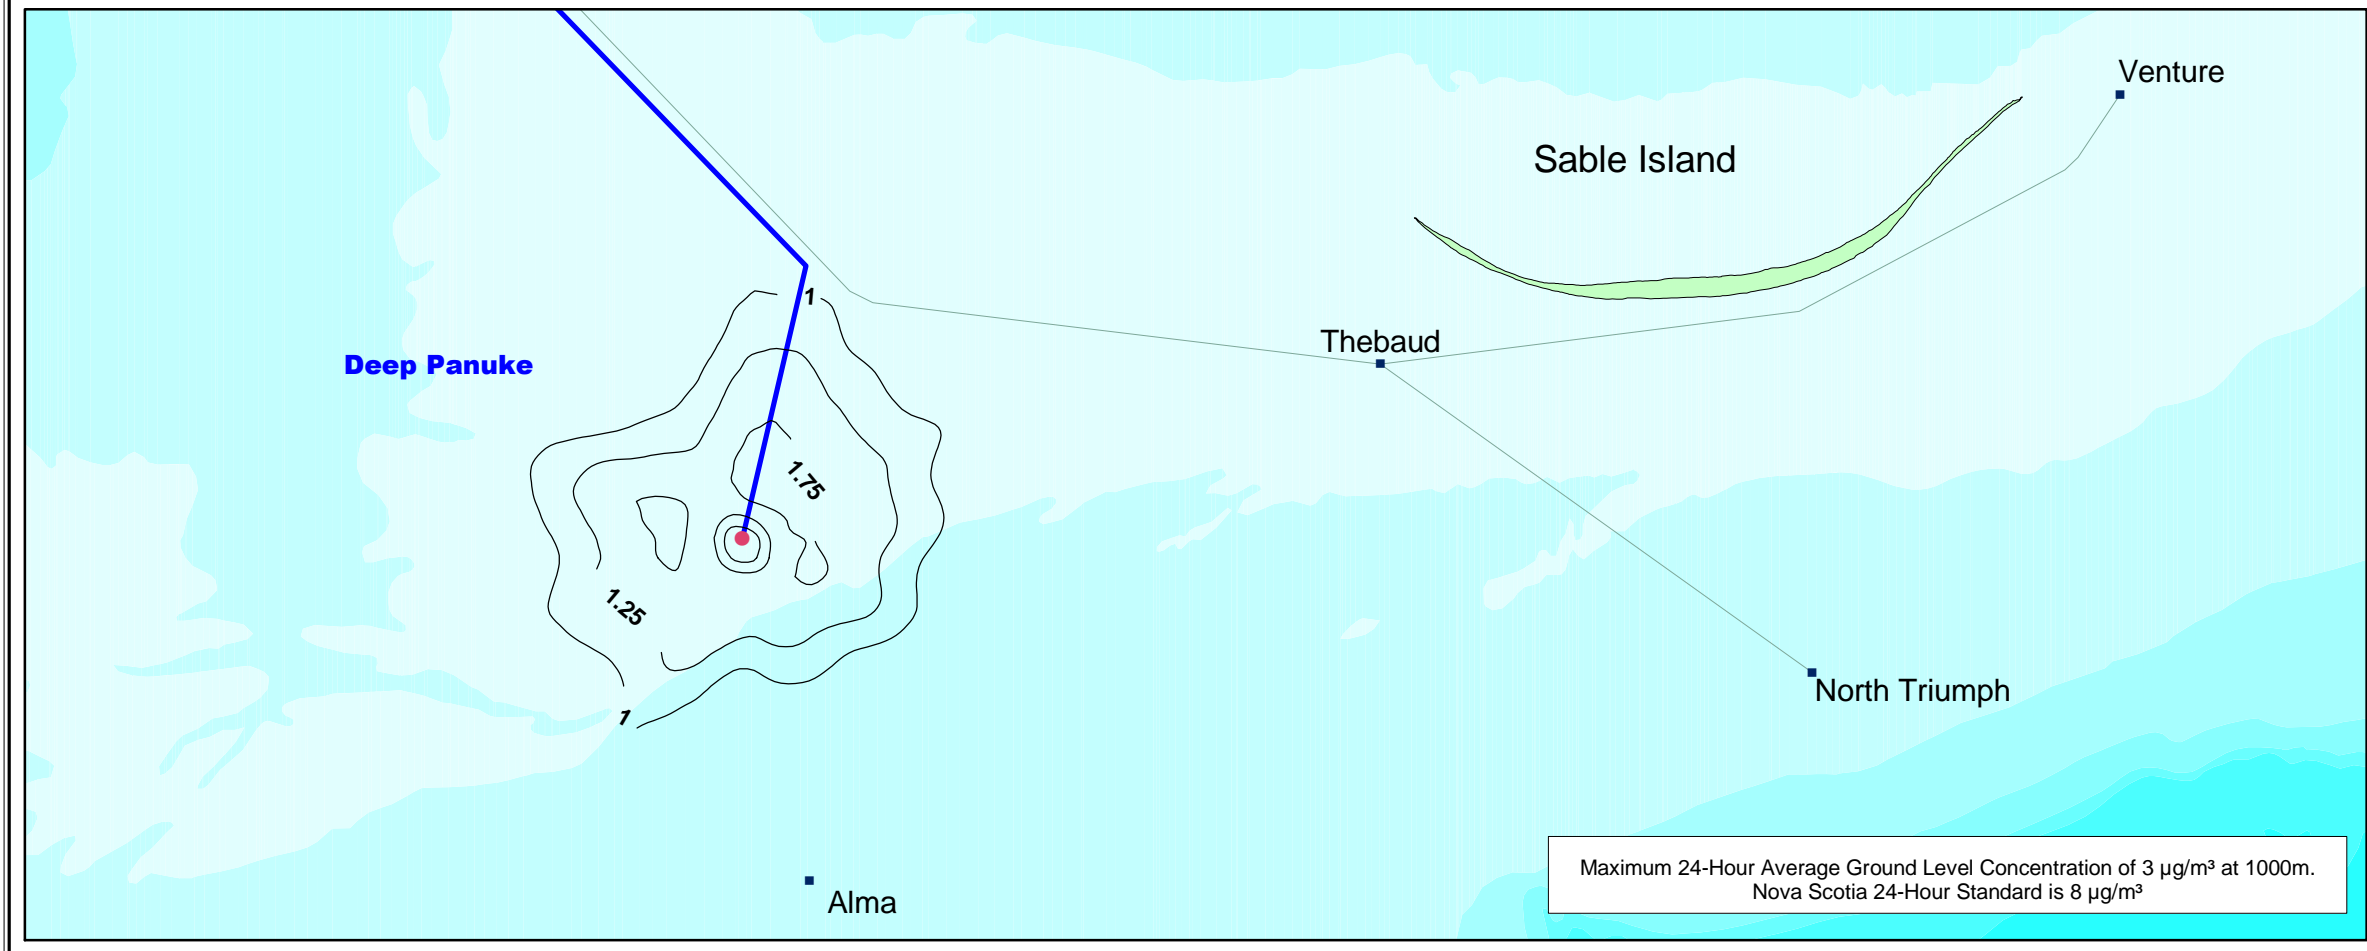 Venture
Sable Island
1
Thebaud
Deep Panuke
1.75
1.25
North Triumph
1
Maximum 24-Hour Average Ground Level Concentration of 3 µg/m³ at 1000m.
Nova Scotia 24-Hour Standard is 8 µg/m³
Alma